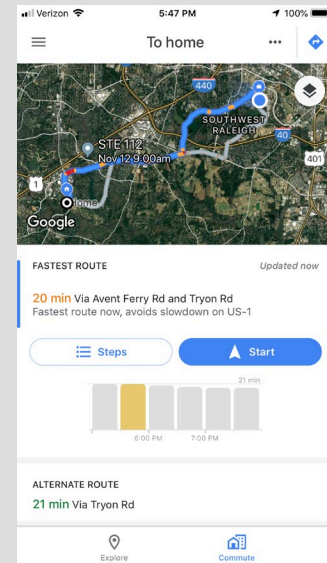 Verizon 5:47 PM 100%
To home
440
SOUTHWEST
RALEIGH
40
STE 112
Nov 12 9:00am
401
1
Home
Google
FASTEST ROUTE Updated now
20 min Via Avent Ferry Rd and Tryon Rd
Fastest route now, avoids slowdown on US-1
Steps Start
21 min
6:00 PM 7:00 PM
ALTERNATE ROUTE
21 min Via Tryon Rd
Explore Commute